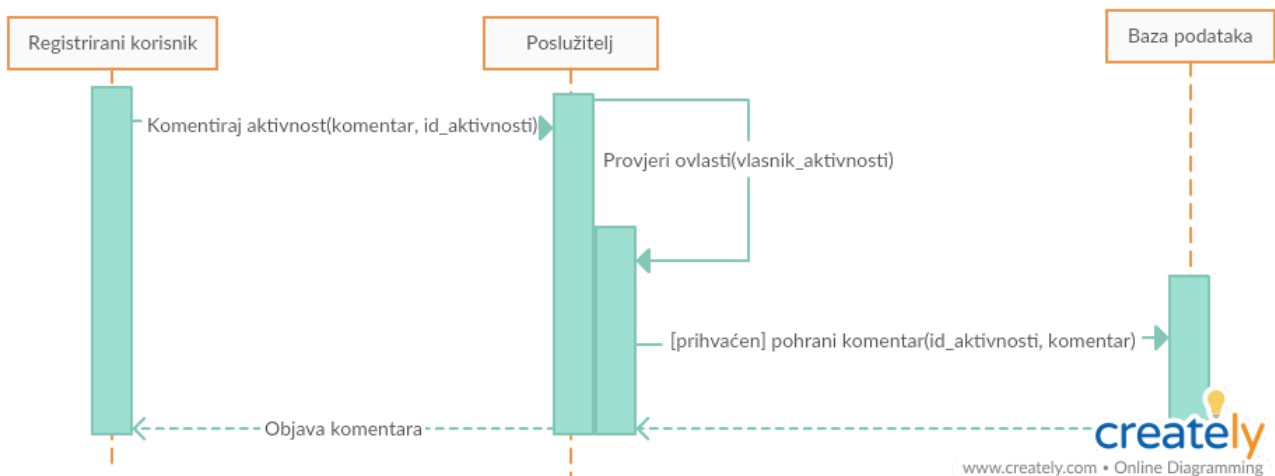 Registrirani korisnik
Poslužitelj
Baza podataka
Komentiraj aktivnost(komentar, id_aktivnosti)
Provjeri ovlasti(vlasnik_aktivnosti)
[prihvaćen] pohrani komentar(id_aktivnosti, komentar)
Objava komentara
creately
www.creately.com • Online Diagramming